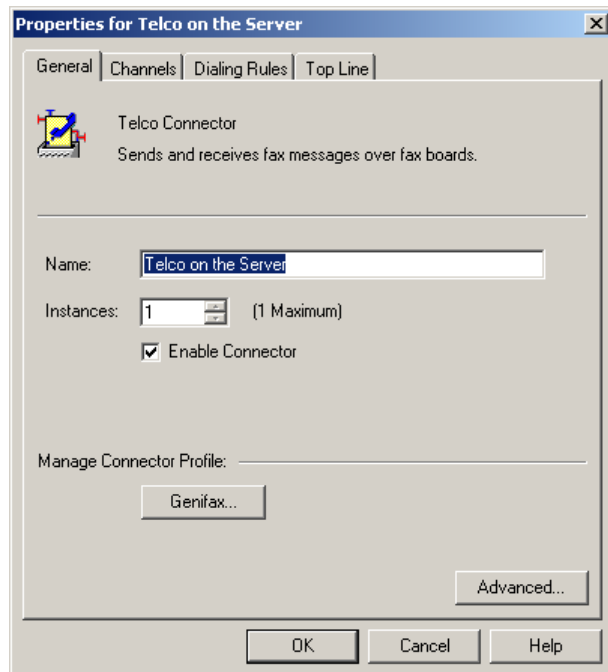 Properties for Telco on the Server
General Channels Dialing Rules Top Line
Telco Connector
Sends and receives fax messages over fax boards.
Name: Telco on the Server
Instances: 1 (1 Maximum)
Enable Connector
Manage Connector Profile:
Genifax...
Advanced...
OK Cancel Help